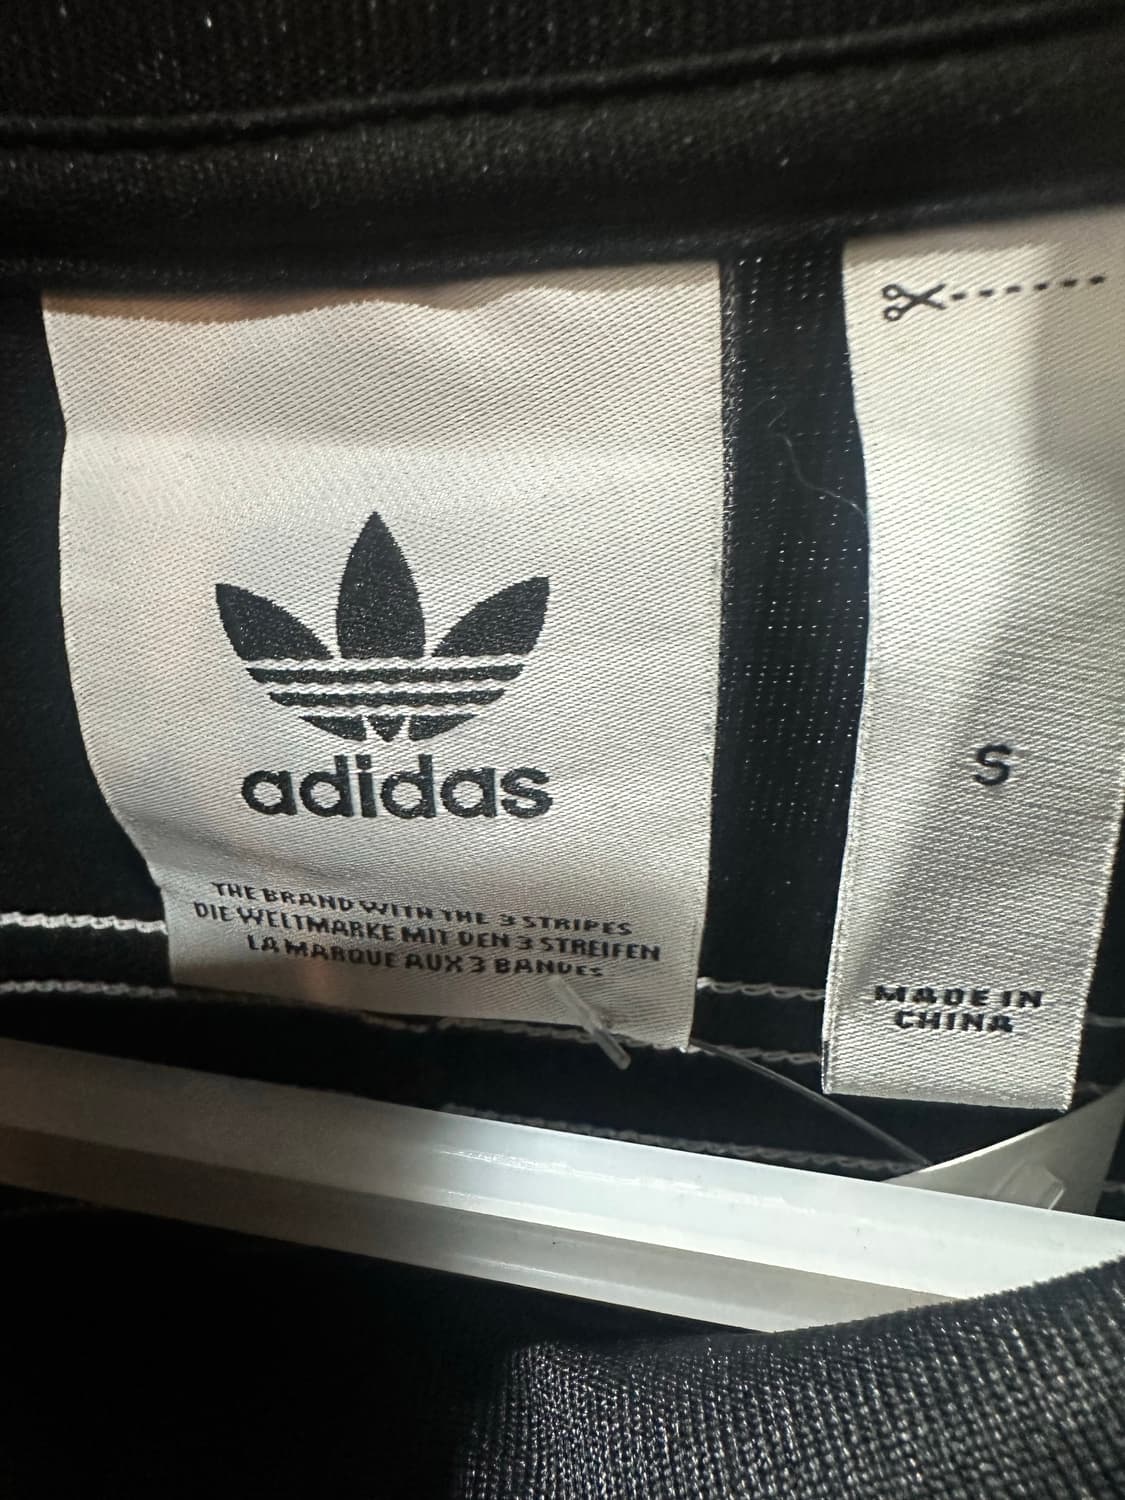 adidas
THE BRAND WITH THE 3 STRIPES
DIE WELTMARKE MIT DEN 3 STREIFEN
LA MARQUE AUX 3 BANDES
S
MADE IN
CHINA